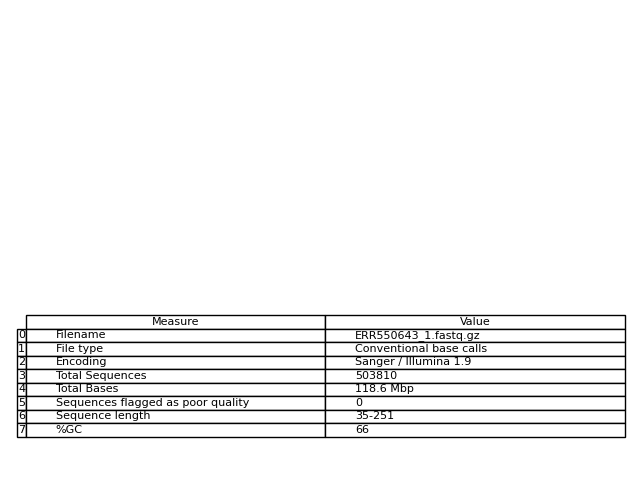 Measure Value
0 Filename ERR550643_1.fastq.gz
1 File type Conventional base calls
2 Encoding Sanger / Illumina 1.9
3 Total Sequences 503810
4 Total Bases 118.6 Mbp
5 Sequences flagged as poor quality 0
6 Sequence length 35-251
7 %GC 66